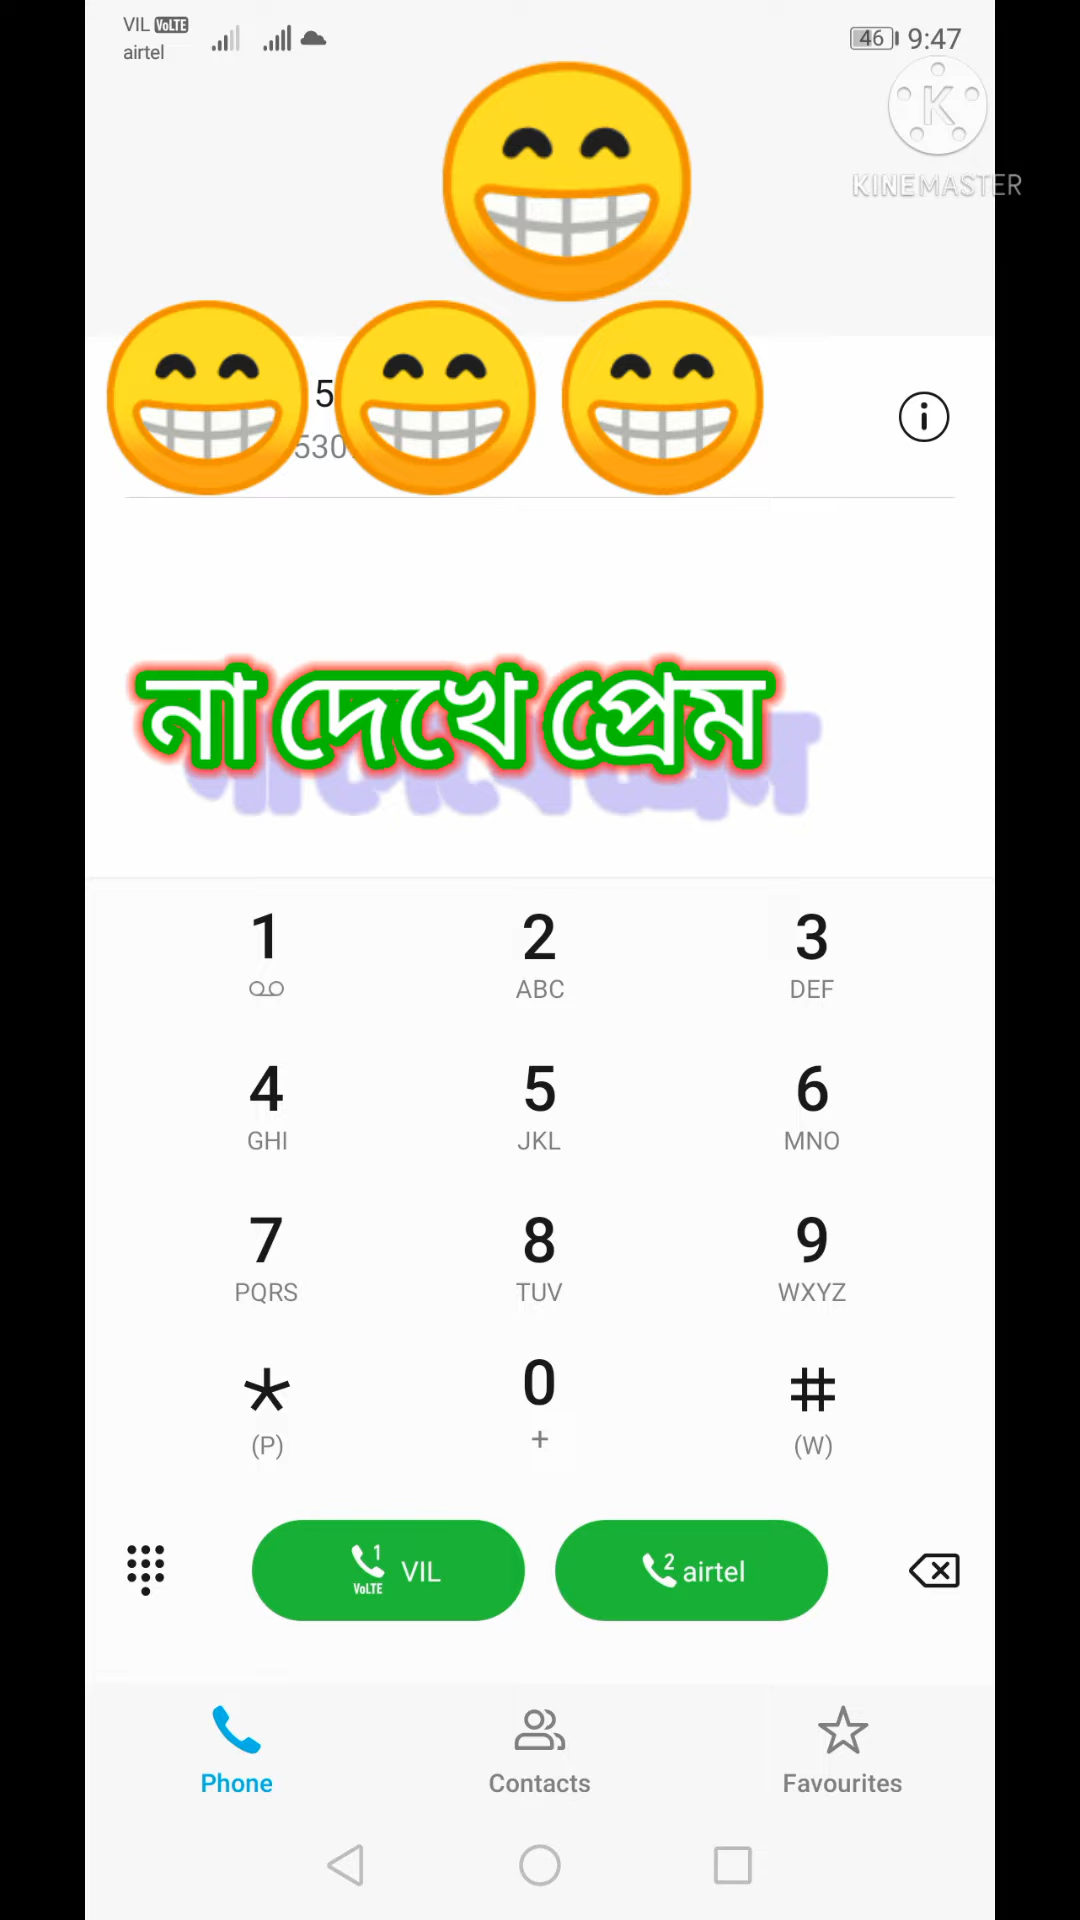 VIL VoLTE
airtel
46 9:47
K
KINEMASTER
5
530
না দেখে প্রেম
1 2 3
ABC DEF
4 5 6
GHI JKL MNO
7 8 9
PQRS TUV WXYZ
* 0 #
(P) + (W)
1 VoLTE VIL 2 airtel
Phone Contacts Favourites